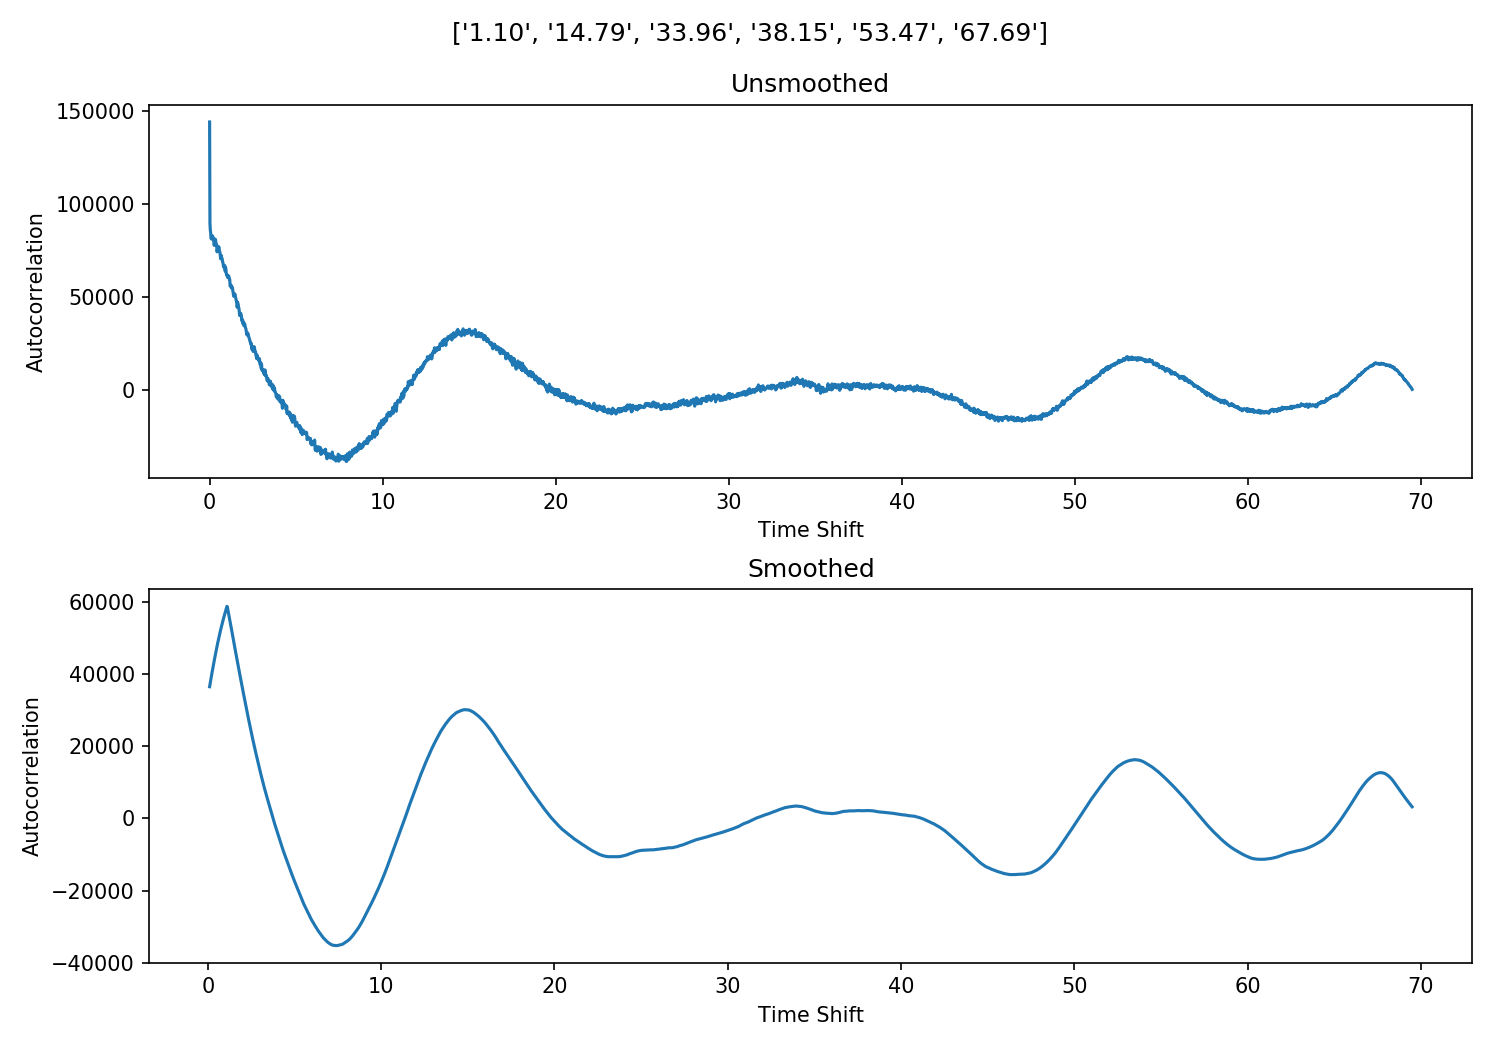 ['1.10', '14.79', '33.96', '38.15', '53.47', '67.69']
Unsmoothed
150000
100000
50000
0
Autocorrelation
0 10 20 30 40 50 60 70
Time Shift
Smoothed
60000
40000
20000
0
−20000
−40000
Autocorrelation
0 10 20 30 40 50 60 70
Time Shift